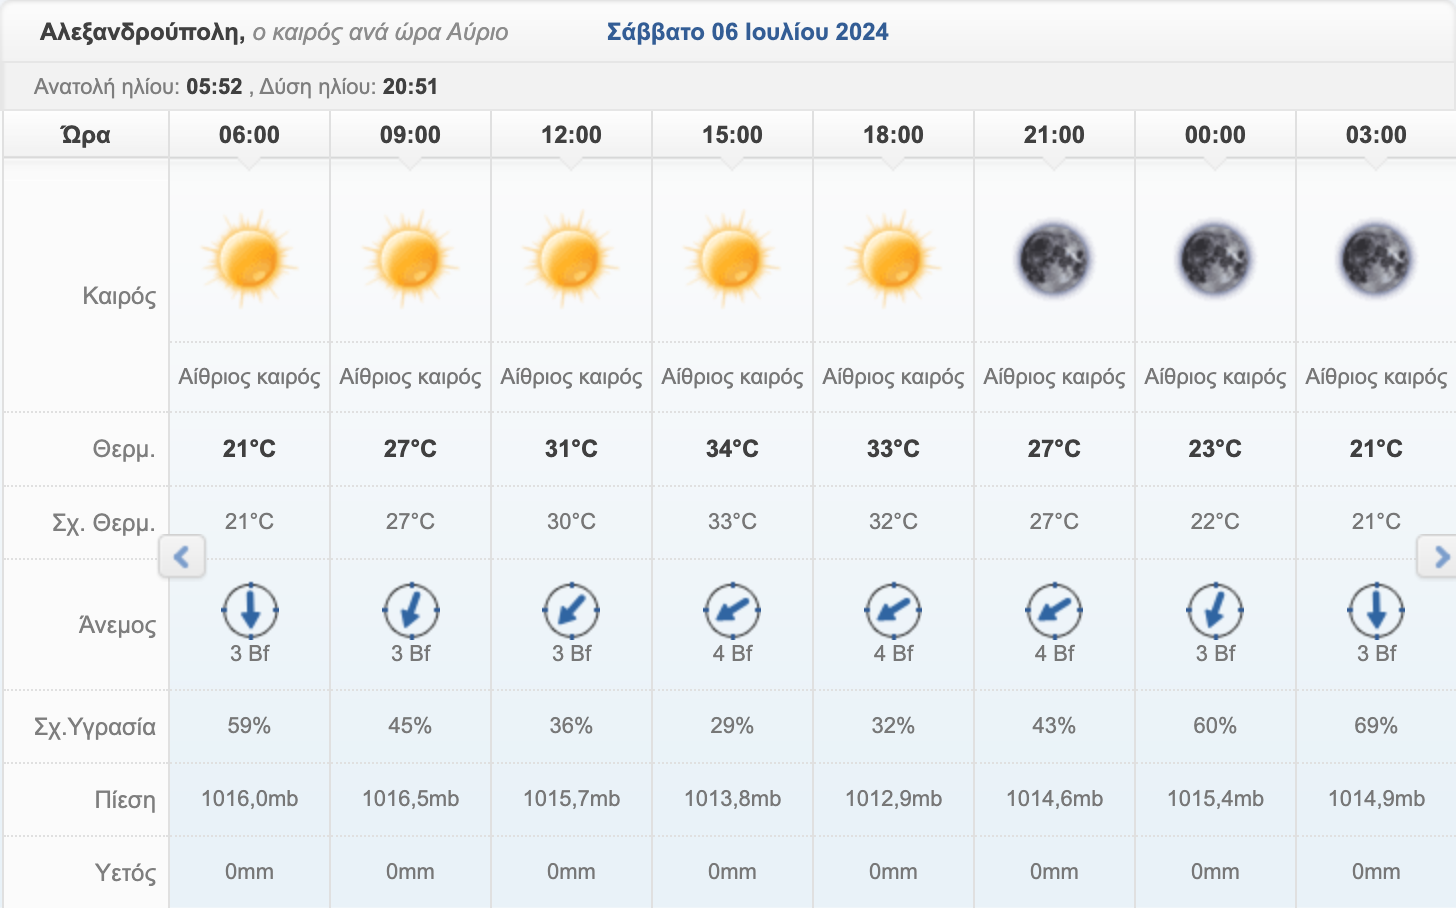 Αλεξανδρούπολη, ο καιρός ανά ώρα Αύριο Σάββατο 06 Ιουλίου 2024
Ανατολή ηλίου: 05:52 , Δύση ηλίου: 20:51
Ώρα 06:00 09:00 12:00 15:00 18:00 21:00 00:00 03:00
Καιρός
Αίθριος καιρός Αίθριος καιρός Αίθριος καιρός Αίθριος καιρός Αίθριος καιρός Αίθριος καιρός Αίθριος καιρός Αίθριος καιρός
Θερμ. 21°C 27°C 31°C 34°C 33°C 27°C 23°C 21°C
Σχ. Θερμ. 21°C 27°C 30°C 33°C 32°C 27°C 22°C 21°C
Άνεμος 3 Bf 3 Bf 3 Bf 4 Bf 4 Bf 4 Bf 3 Bf 3 Bf
Σχ.Υγρασία 59% 45% 36% 29% 32% 43% 60% 69%
Πίεση 1016,0mb 1016,5mb 1015,7mb 1013,8mb 1012,9mb 1014,6mb 1015,4mb 1014,9mb
Υετός 0mm 0mm 0mm 0mm 0mm 0mm 0mm 0mm